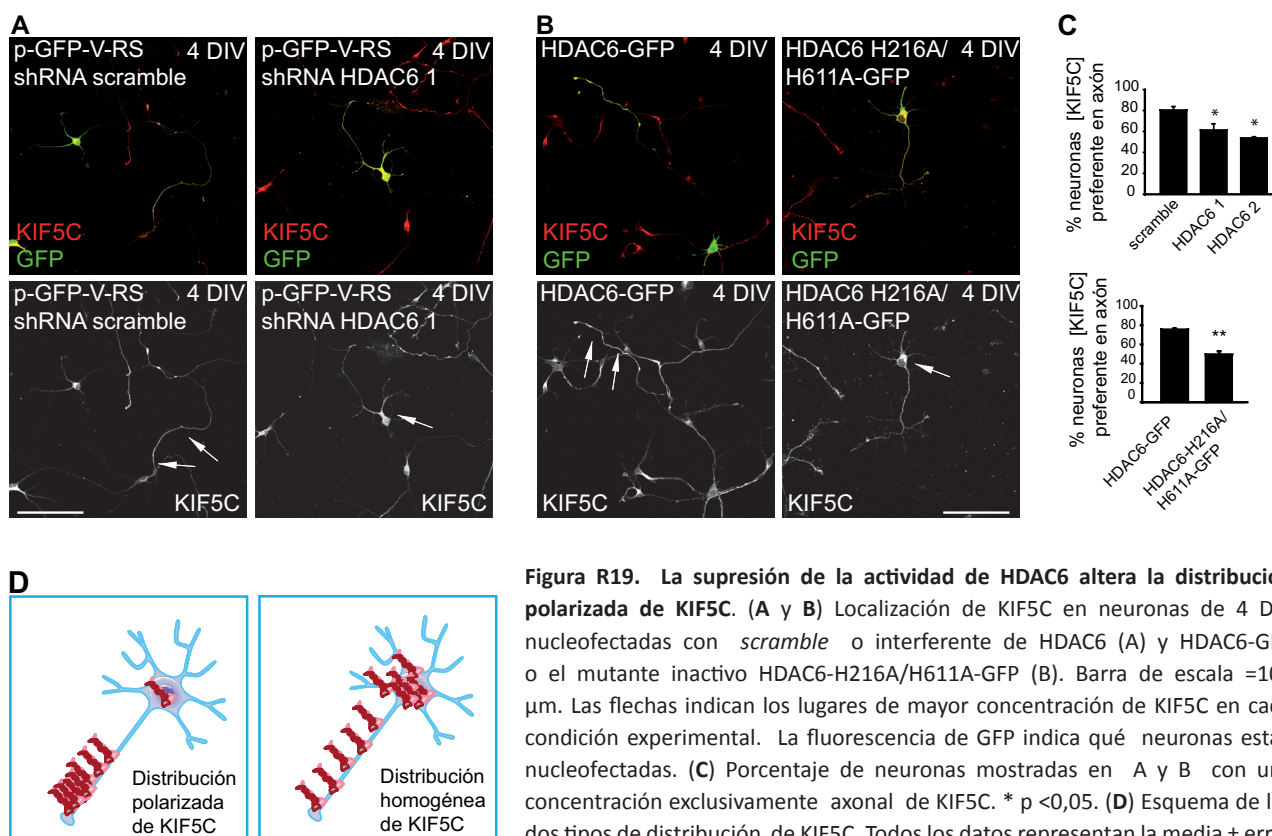 A
p-GFP-V-RS 4 DIV
shRNA scramble
KIF5C
GFP
p-GFP-V-RS 4 DIV
shRNA HDAC6 1
KIF5C
GFP
p-GFP-V-RS 4 DIV
shRNA scramble
KIF5C
p-GFP-V-RS 4 DIV
shRNA HDAC6 1
KIF5C
B
HDAC6-GFP 4 DIV
KIF5C
GFP
HDAC6 H216A/ 4 DIV
H611A-GFP
KIF5C
GFP
HDAC6-GFP 4 DIV
KIF5C
HDAC6 H216A/ 4 DIV
H611A-GFP
KIF5C
C
% neuronas [KIF5C]
preferente en axón
100
80
60
40
20
0
*
*
scramble
HDAC6 1
HDAC6 2
% neuronas [KIF5C]
preferente en axón
100
80
60
40
20
0
**
HDAC6-GFP
HDAC6-H216A/
H611A-GFP
D
Distribución
polarizada
de KIF5C
Distribución
homogénea
de KIF5C
Figura R19. La supresión de la actividad de HDAC6 altera la distribució
polarizada de KIF5C. (A y B) Localización de KIF5C en neuronas de 4 D
nucleofectadas con scramble o interferente de HDAC6 (A) y HDAC6-GF
o el mutante inactivo HDAC6-H216A/H611A-GFP (B). Barra de escala =10
μm. Las flechas indican los lugares de mayor concentración de KIF5C en cad
condición experimental. La fluorescencia de GFP indica qué neuronas esta
nucleofectadas. (C) Porcentaje de neuronas mostradas en A y B con un
concentración exclusivamente axonal de KIF5C. * p <0,05. (D) Esquema de l
dos tipos de distribución de KIF5C. Todos los datos representan la media ± err